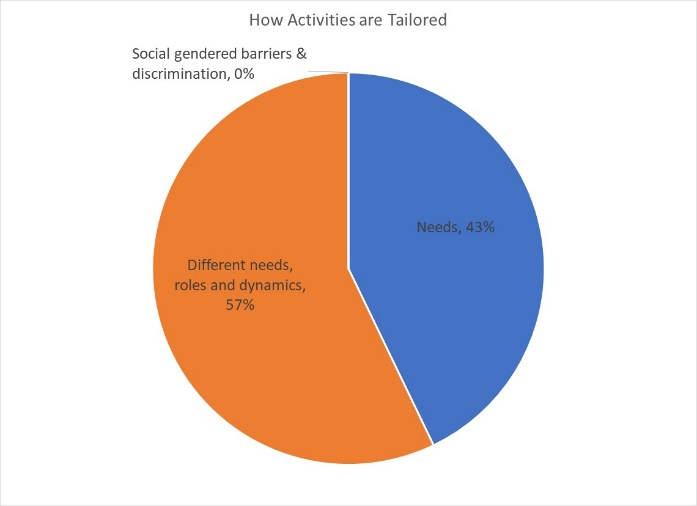 How Activities are Tailored
Social gendered barriers &
discrimination, 0%
Needs, 43%
Different needs,
roles and dynamics,
57%